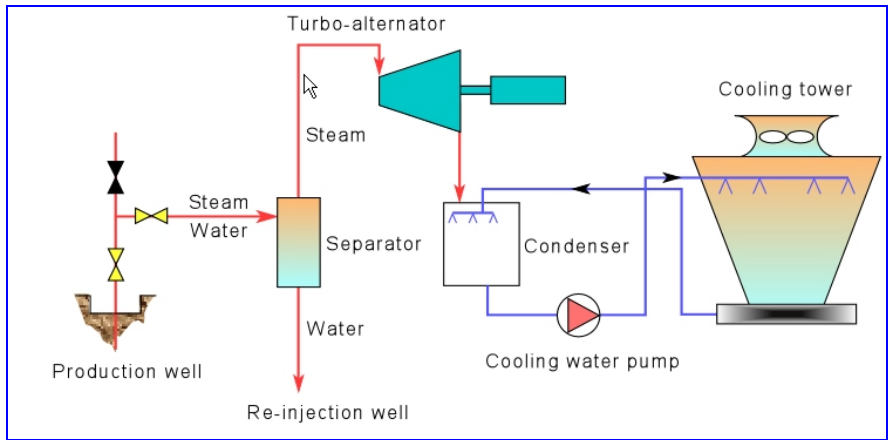 Turbo-alternator
Cooling tower
Steam
Steam
Water
Separator
Condenser
Water
Cooling water pump
Production well
Re-injection well